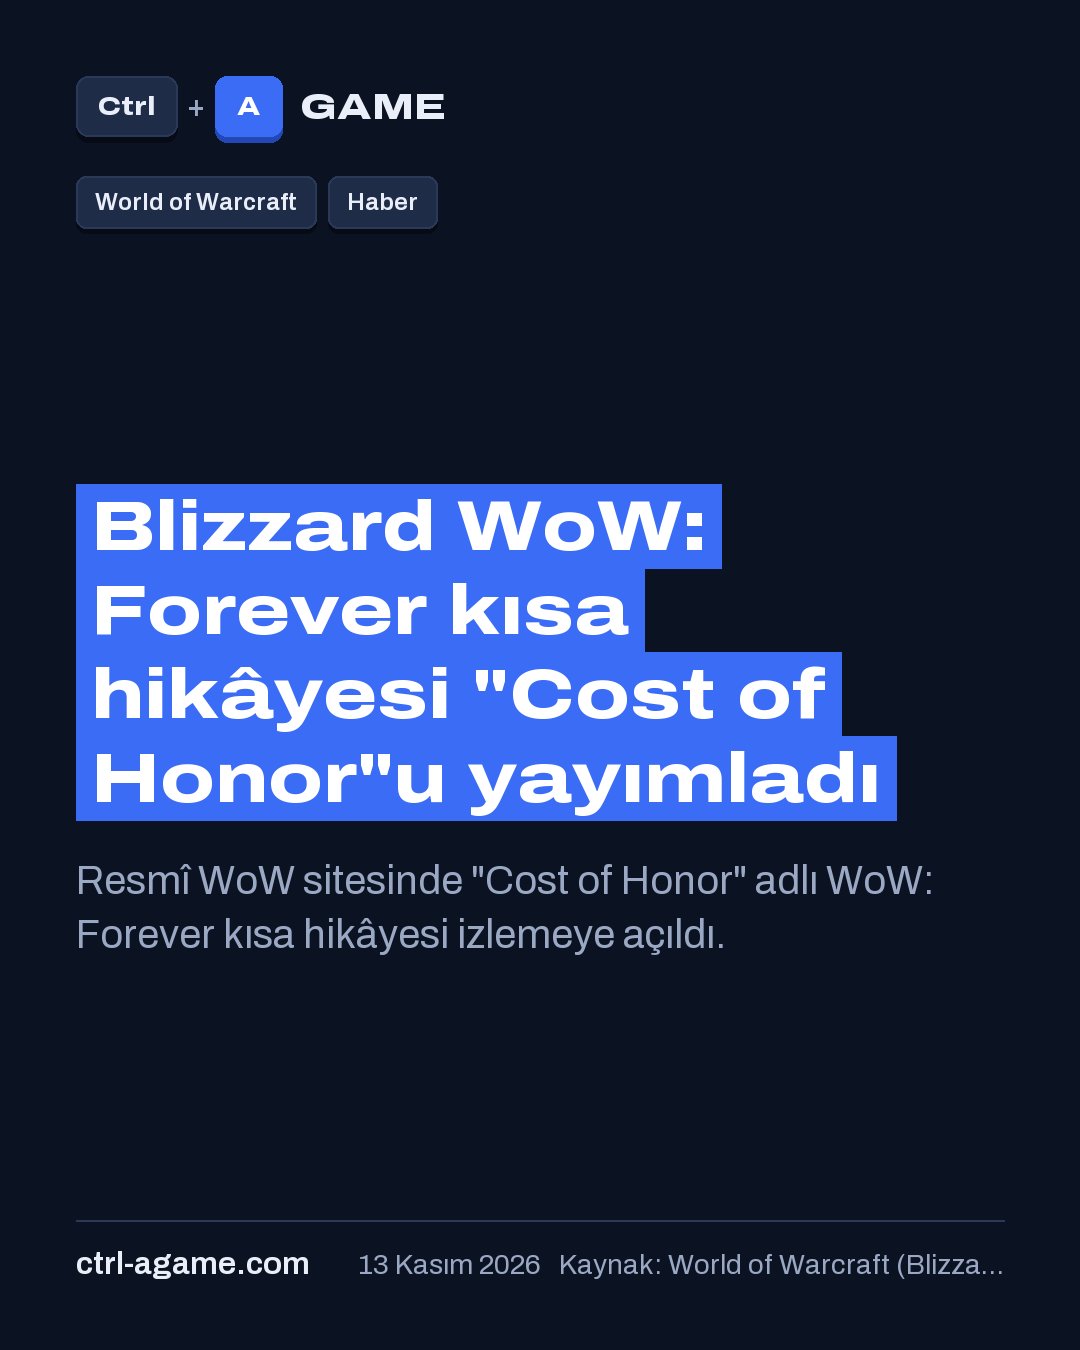 Ctrl + A GAME
World of Warcraft Haber
Blizzard WoW:
Forever kısa
hikâyesi "Cost of
Honor"u yayımladı
Resmî WoW sitesinde "Cost of Honor" adlı WoW:
Forever kısa hikâyesi izlemeye açıldı.
ctrl-agame.com 13 Kasım 2026 Kaynak: World of Warcraft (Blizza...